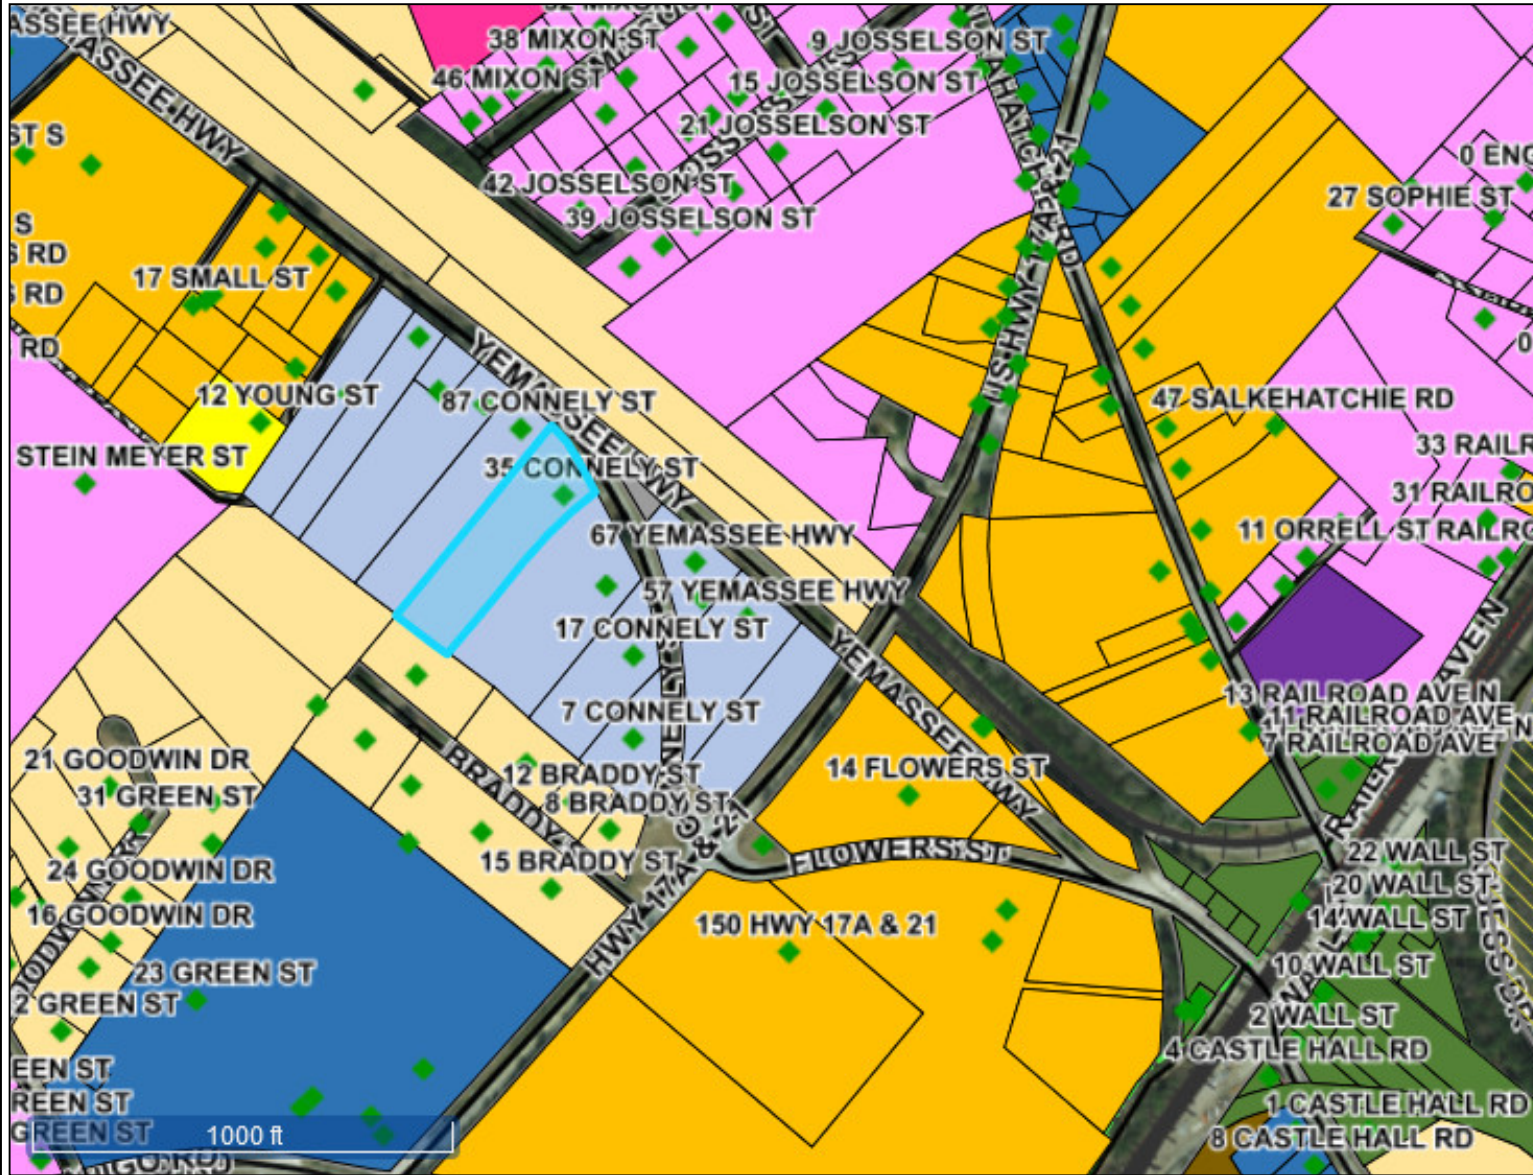 ASSEE HWY
38 MIXON ST
9 JOSSELSON ST
46 MIXON ST
15 JOSSELSON ST
ASSEE HWY
21 JOSSELSON ST
ST S
0 ENG
42 JOSSELSON ST
27 SOPHIE ST
39 JOSSELSON ST
S
S RD
17 SMALL ST
S RD
US HWY 17A & 21
RD
12 YOUNG ST
87 CONNELY ST
YEMASSEE HWY
47 SALKEHATCHIE RD
STEIN MEYER ST
35 CONNELY ST
33 RAILR
31 RAILRO
67 YEMASSEE HWY
11 ORRELL ST
RAILRO
57 YEMASSEE HWY
17 CONNELY ST
YEMASSEE HWY
AVE N
13 RAILROAD AVE N
7 CONNELY ST
11 RAILROAD AVE
7 RAILROAD AVE
21 GOODWIN DR
BRADDY
12 BRADDY ST
14 FLOWERS ST
31 GREEN ST
8 BRADDY ST
FLOWERS ST
15 BRADDY ST
22 WALL ST
24 GOODWIN DR
20 WALL ST
HWY 17A & 21
16 GOODWIN DR
150 HWY 17A & 21
14 WALL ST
23 GREEN ST
10 WALL ST
2 GREEN ST
2 WALL ST
4 CASTLE HALL RD
EEN ST
REEN ST
1 CASTLE HALL RD
GREEN ST
1000 ft
8 CASTLE HALL RD